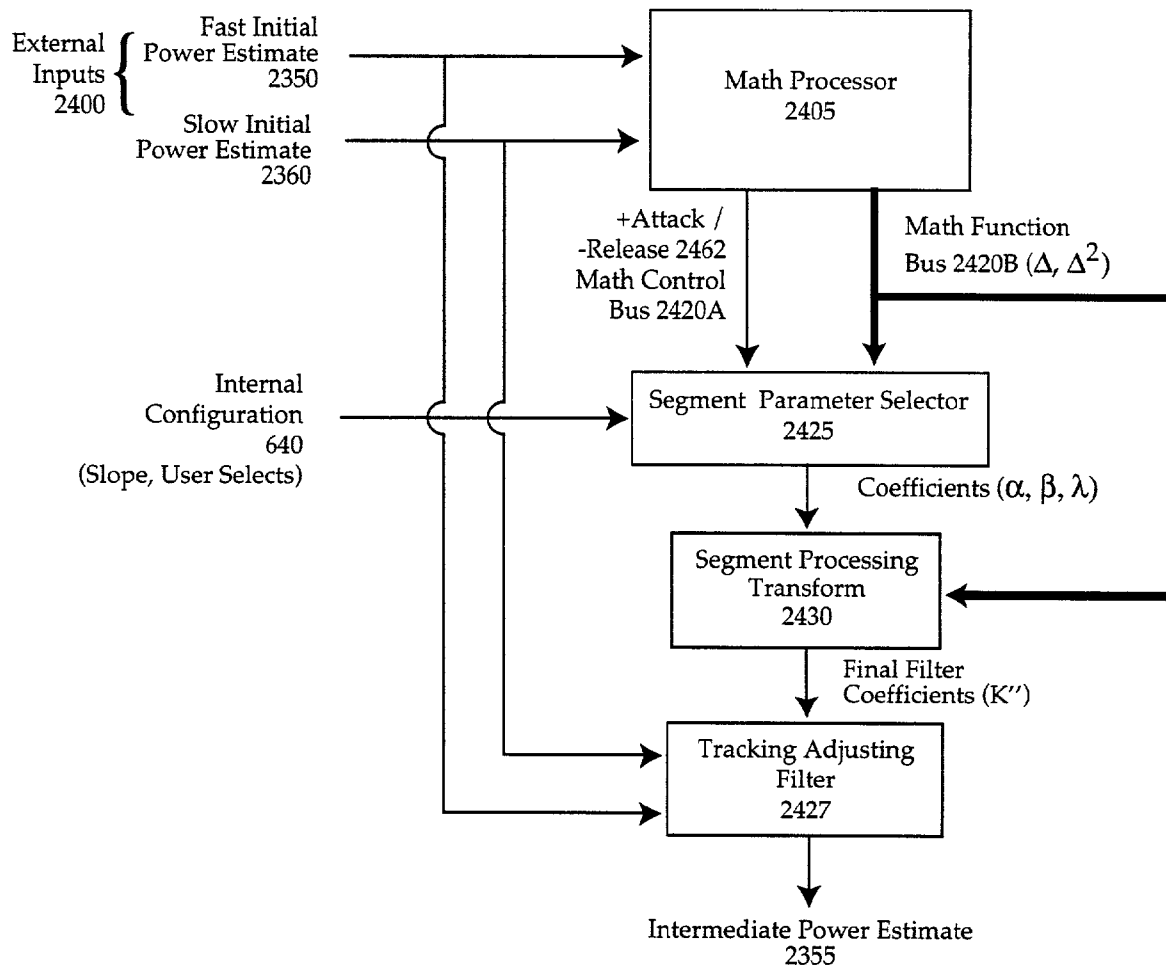 External
Inputs
2400
Fast Initial
Power Estimate
2350
Slow Initial
Power Estimate
2360
Math Processor
2405
+Attack /
-Release 2462
Math Control
Bus 2420A
Math Function
Bus 2420B (Δ, Δ²)
Internal
Configuration
640
(Slope, User Selects)
Segment Parameter Selector
2425
Coefficients (α, β, λ)
Segment Processing
Transform
2430
Final Filter
Coefficients (K′′)
Tracking Adjusting
Filter
2427
Intermediate Power Estimate
2355